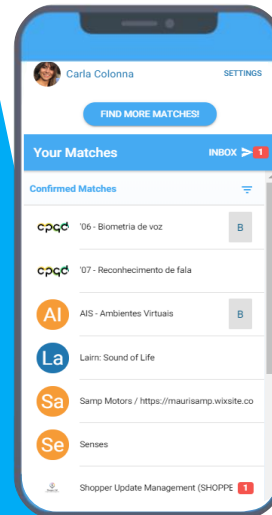 Carla Colonna
SETTINGS
FIND MORE MATCHES!
Your Matches
INBOX 1
Confirmed Matches
cpqd '06 - Biometria de voz B
cpqd '07 - Reconhecimento de fala
AI AIS - Ambientes Virtuais B
La Lairn: Sound of Life
Sa Samp Motors / https://maurisamp.wixsite.co
Se Senses
Shopper Update Management (SHOPPE 1